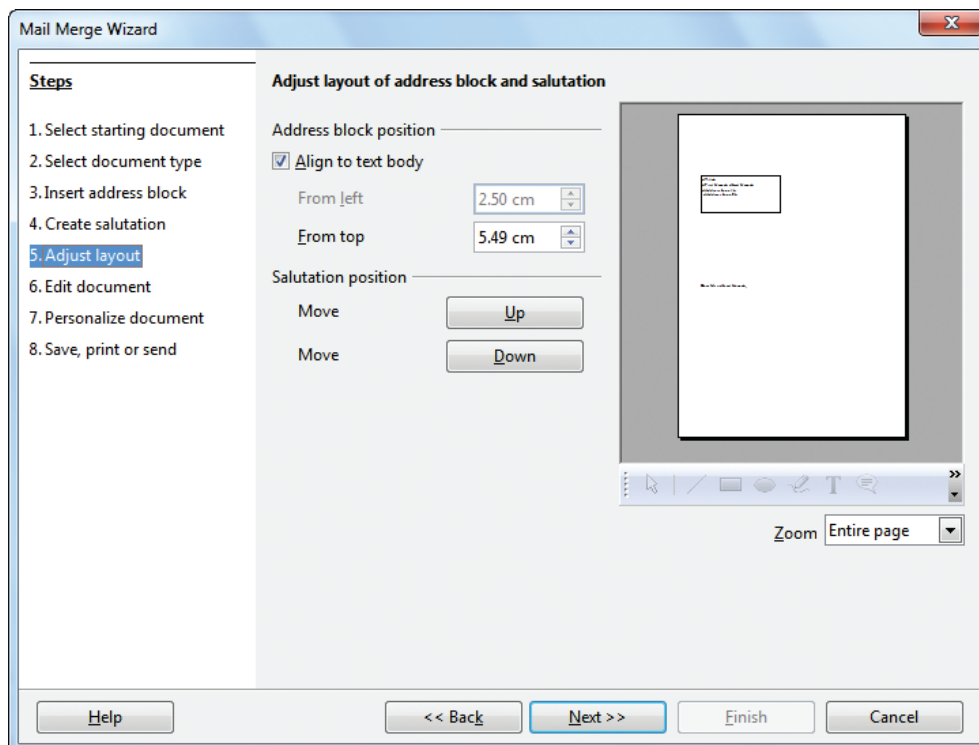 Mail Merge Wizard
Steps
1. Select starting document
2. Select document type
3. Insert address block
4. Create salutation
5. Adjust layout
6. Edit document
7. Personalize document
8. Save, print or send
Adjust layout of address block and salutation
Address block position
Align to text body
From left 2.50 cm
From top 5.49 cm
Salutation position
Move Up
Move Down
Zoom Entire page
Help << Back Next >> Finish Cancel